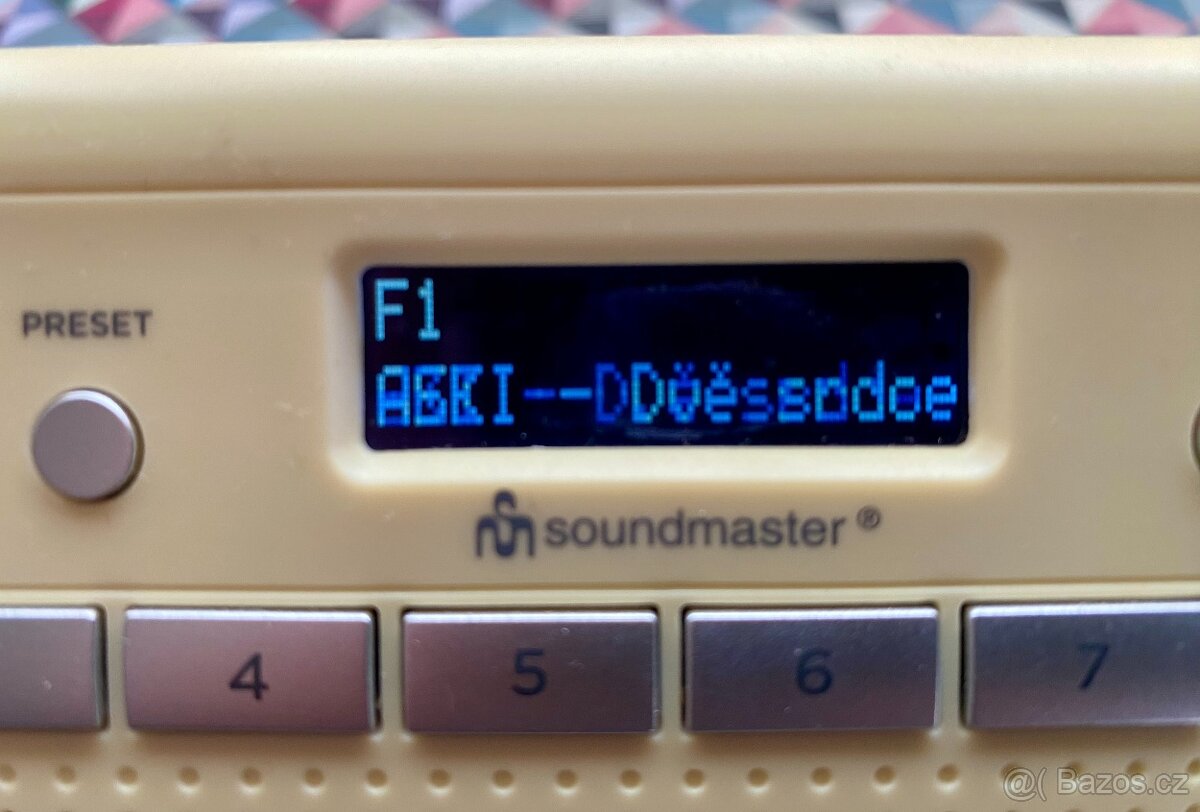 F1
PRESET
soundmaster ®
4
5
6
7
@( Bazos.cz